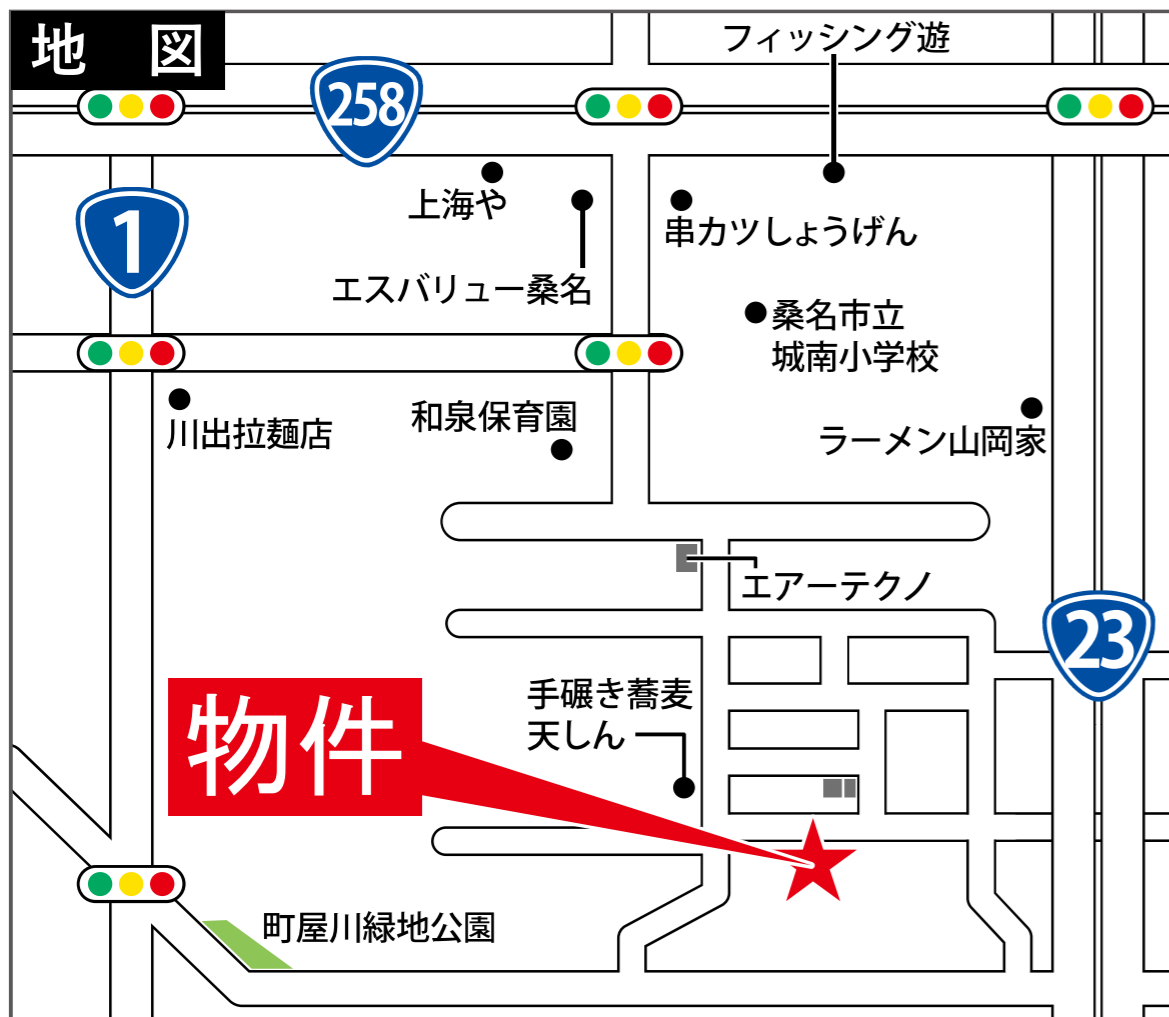 地 図
フィッシング遊
258
上海や
串カツしょうげん
1
エスバリュー桑名
桑名市立
城南小学校
川出拉麺店
和泉保育園
ラーメン山岡家
エアーテクノ
23
手碾き蕎麦
天しん
物件
町屋川緑地公園